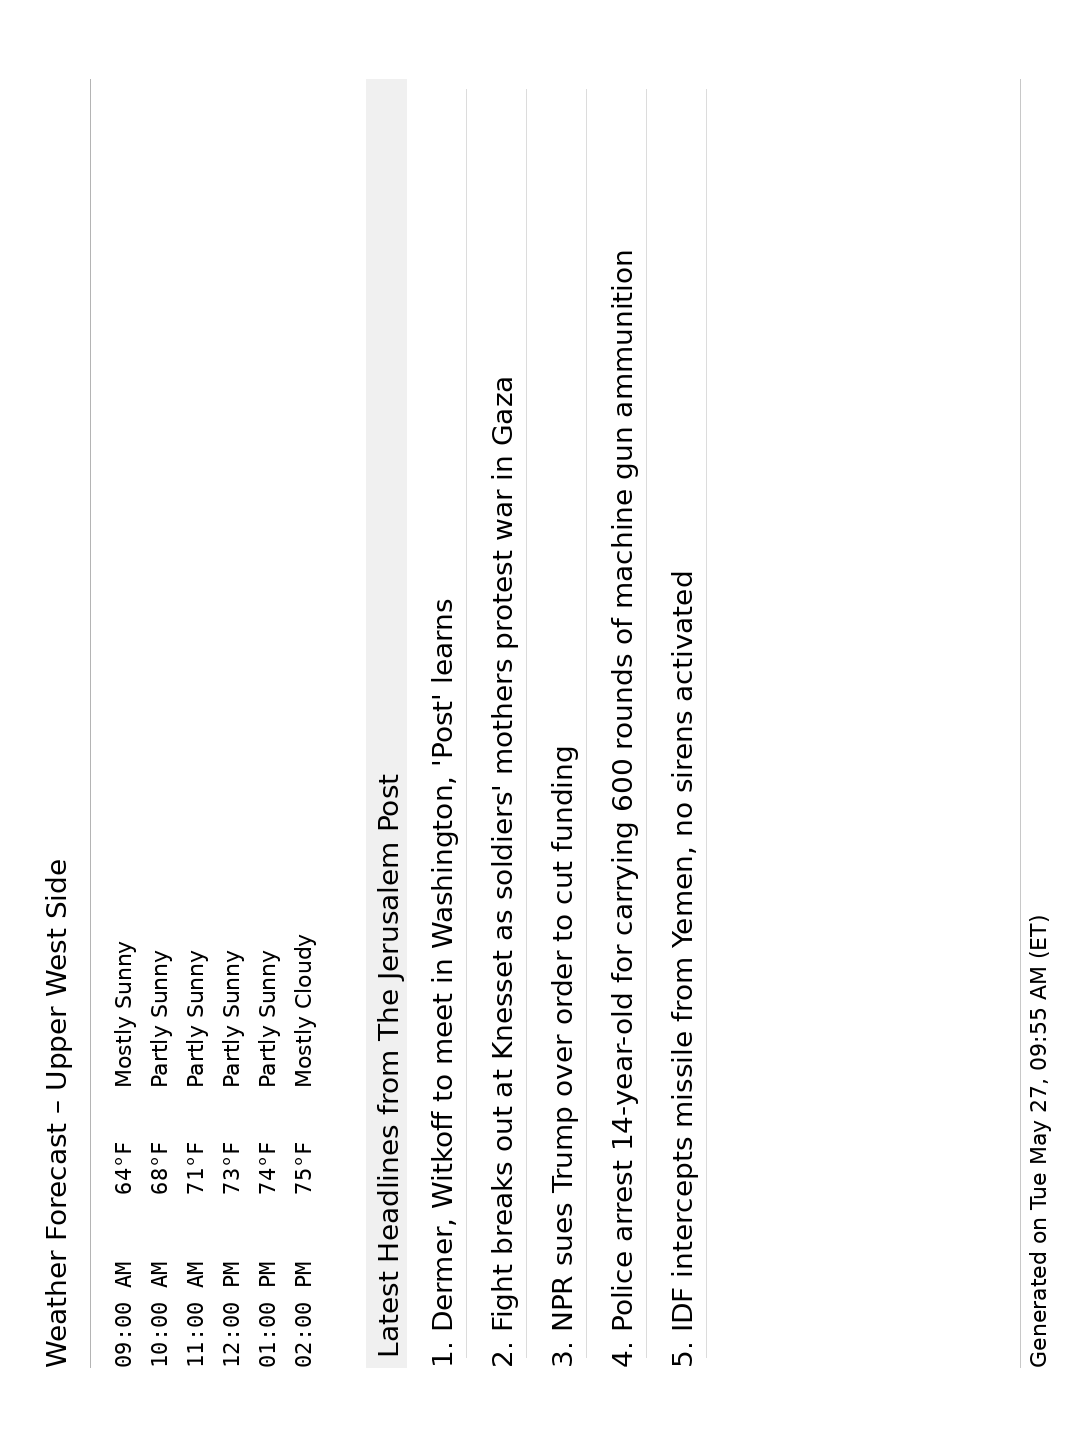 Weather Forecast – Upper West Side
09:00 AM 64°F Mostly Sunny
10:00 AM 68°F Partly Sunny
11:00 AM 71°F Partly Sunny
12:00 PM 73°F Partly Sunny
01:00 PM 74°F Partly Sunny
02:00 PM 75°F Mostly Cloudy
Latest Headlines from The Jerusalem Post
1. Dermer, Witkoff to meet in Washington, 'Post' learns
2. Fight breaks out at Knesset as soldiers' mothers protest war in Gaza
3. NPR sues Trump over order to cut funding
4. Police arrest 14-year-old for carrying 600 rounds of machine gun ammunition
5. IDF intercepts missile from Yemen, no sirens activated
Generated on Tue May 27, 09:55 AM (ET)